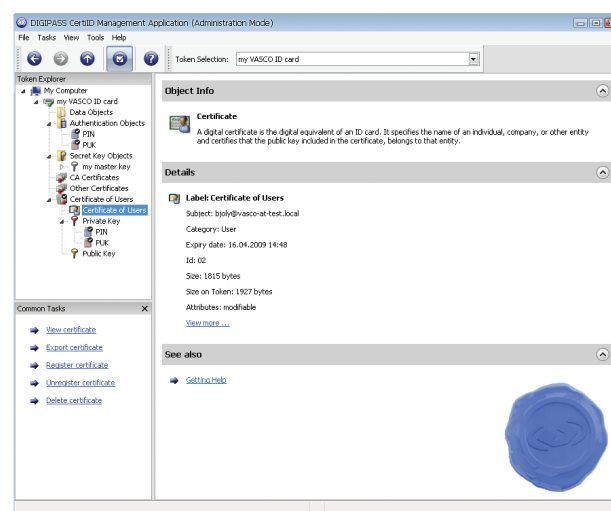 DIGIPASS CertiID Management Application (Administration Mode)
File Tasks View Tools Help
Token Selection: my VASCO ID card
Token Explorer
My Computer
my VASCO ID card
Data Objects
Authentication Objects
PIN
PUK
Secret Key Objects
my master key
CA Certificates
Other Certificates
Certificate of Users
Certificate of Users
Private Key
PIN
PUK
Public Key
Common Tasks
View certificate
Export certificate
Register certificate
Unregister certificate
Delete certificate
Object Info
Certificate
A digital certificate is the digital equivalent of an ID card. It specifies the name of an individual, company, or other entity
and certifies that the public key included in the certificate, belongs to that entity.
Details
Label: Certificate of Users
Subject: bjoly@vasco-at-test.local
Category: User
Expiry date: 16.04.2009 14:48
Id: 02
Size: 1815 bytes
Size on Token: 1927 bytes
Attributes: modifiable
View more ...
See also
Getting Help